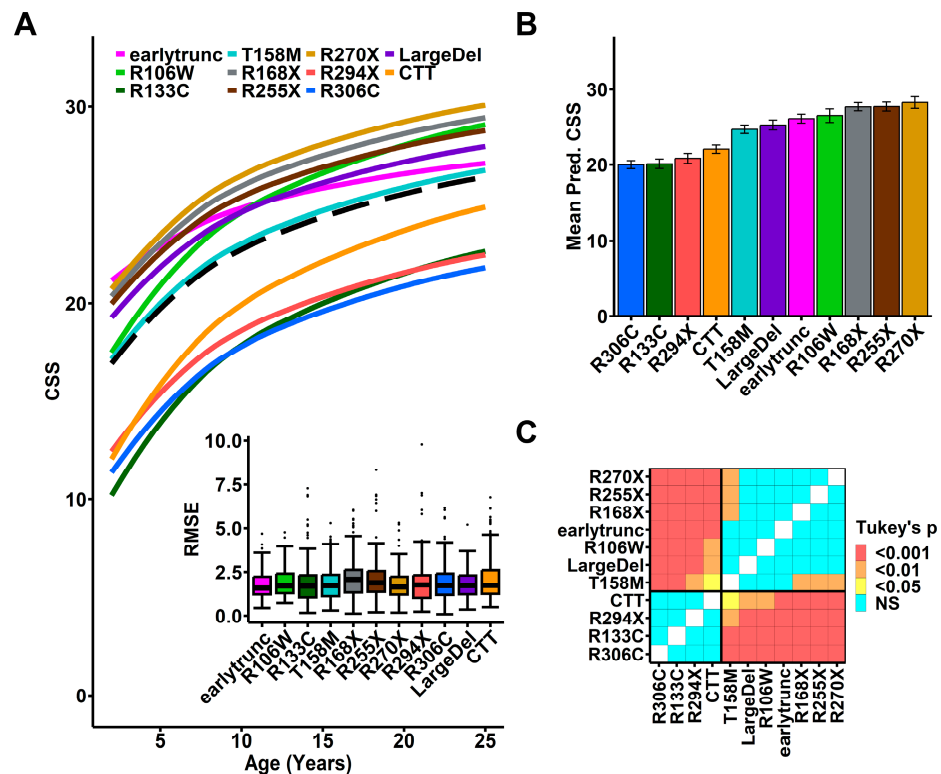 A
earlytrunc T158M R270X LargeDel
R106W R168X R294X CTT
R133C R255X R306C
CSS
30
20
10
0
5 10 15 20 25
Age (Years)
RMSE
10.0
7.5
5.0
2.5
0.0
earlytrunc R106W R133C T158M R168X R255X R270X R294X R306C LargeDel CTT
B
Mean Pred. CSS
30
20
10
0
R306C R133C R294X CTT T158M LargeDel earlytrunc R106W R168X R255X R270X
C
R270X
R255X
R168X
earlytrunc
R106W
LargeDel
T158M
CTT
R294X
R133C
R306C
R306C R133C R294X CTT T158M LargeDel R106W earlytrunc R168X R255X R270X
Tukey's p
<0.001
<0.01
<0.05
NS